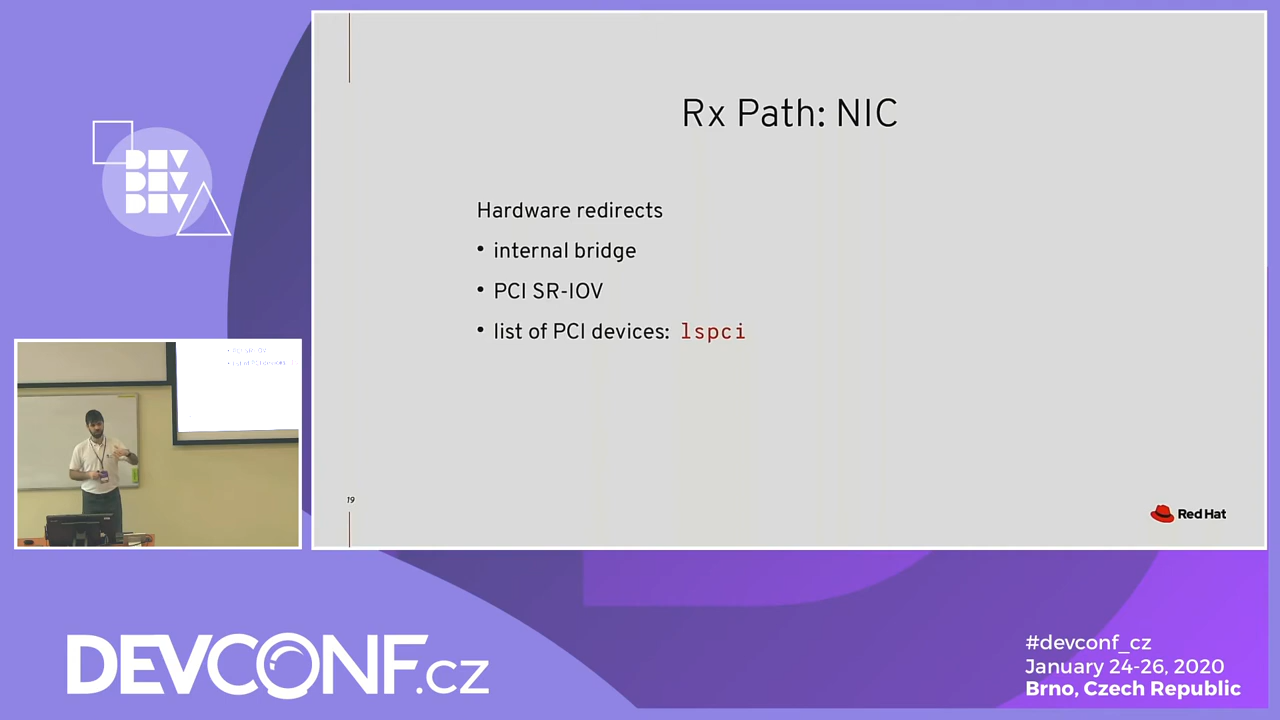 DEV
DEV
DEV
Rx Path: NIC
Hardware redirects
• internal bridge
• PCI SR-IOV
• list of PCI devices: lspci
19
Red Hat
DEVCONF.cz
#devconf_cz
January 24-26, 2020
Brno, Czech Republic